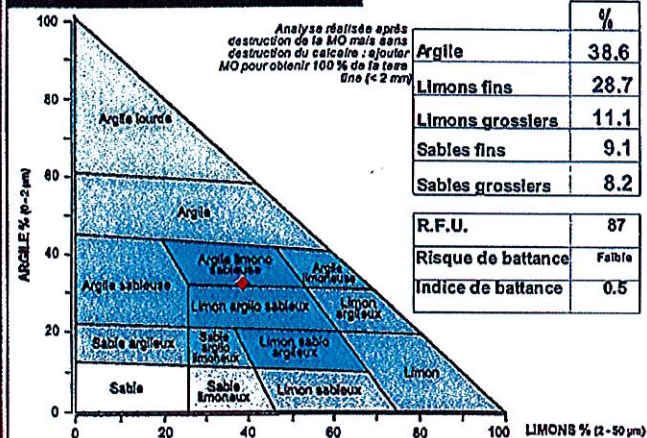 Analyse réalisée après
destruction de la MO mais sans
destruction du calcaire : ajouter
MO pour obtenir 100 % de la terre
fine (< 2 mm)
%
Argile 38.6
Limons fins 28.7
Limons grossiers 11.1
Sables fins 9.1
Sables grossiers 8.2
R.F.U. 87
Risque de battance Faible
Indice de battance 0.5
ARGILE % (0-2 µm)
100
80
60
40
20
0
Argile lourde
Argile
Argile limono
sableuse
Argile
limoneuse
Argile sableuse
Limon argilo sableux
Limon
argileux
Sable argileux
Sable
argilo
limoneux
Limon sablo
argileux
Limon
Sable
Sable
limoneux
Limon sableux
0 20 40 60 80 100
LIMONS % (2-50 µm)